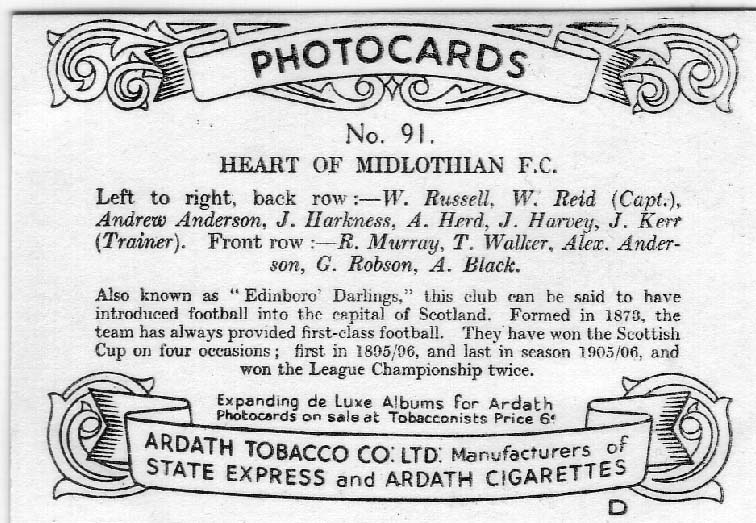 PHOTOCARDS
No. 91.
HEART OF MIDLOTHIAN F.C.
Left to right, back row :—W. Russell, W. Reid (Capt.),
Andrew Anderson, J. Harkness, A. Herd, J. Harvey, J. Kerr
(Trainer). Front row :—R. Murray, T. Walker, Alex. Ander-
son, G. Robson, A. Black.
Also known as " Edinboro' Darlings," this club can be said to have
introduced football into the capital of Scotland. Formed in 1873, the
team has always provided first-class football. They have won the Scottish
Cup on four occasions ; first in 1895/96, and last in season 1905/06, and
won the League Championship twice.
Expanding de Luxe Albums for Ardath
Photocards on sale at Tobacconists Price 6ᵈ
ARDATH TOBACCO CO: LTD: Manufacturers of
STATE EXPRESS and ARDATH CIGARETTES
D